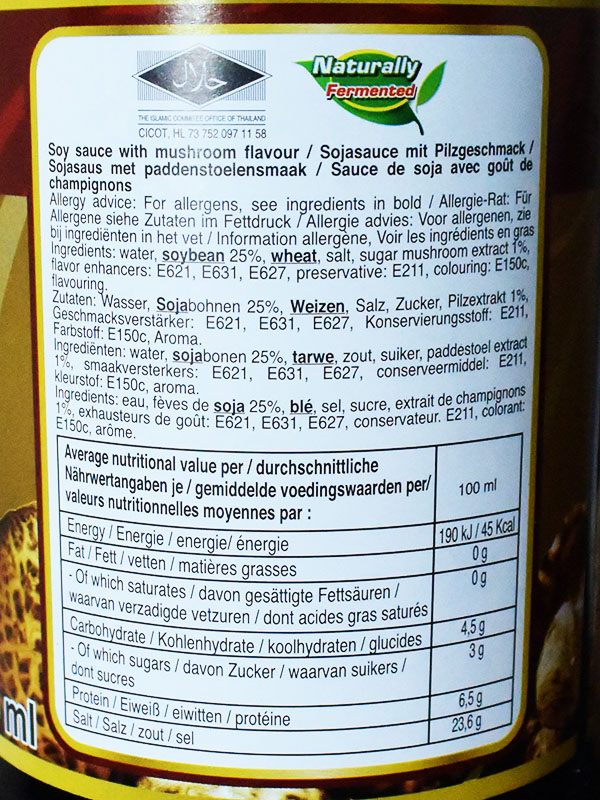 حلال
THE ISLAMIC COMMITTEE OFFICE OF THAILAND
CICOT, HL 73 752 097 11 58
Naturally
Fermented
Soy sauce with mushroom flavour / Sojasauce mit Pilzgeschmack /
Sojasaus met paddenstoelensmaak / Sauce de soja avec goût de
champignons
Allergy advice: For allergens, see ingredients in bold / Allergie-Rat: Für
Allergene siehe Zutaten im Fettdruck / Allergie advies: Voor allergenen, zie
bij ingrediënten in het vet / Information allergène, Voir les ingrédients en gras
Ingredients: water, soybean 25%, wheat, salt, sugar mushroom extract 1%,
flavor enhancers: E621, E631, E627, preservative: E211, colouring: E150c,
flavouring.
Zutaten: Wasser, Sojabohnen 25%, Weizen, Salz, Zucker, Pilzextrakt 1%,
Geschmacksverstärker: E621, E631, E627, Konservierungsstoff: E211,
Farbstoff: E150c, Aroma.
Ingrediënten: water, sojabonen 25%, tarwe, zout, suiker, paddestoel extract
1%, smaakversterkers: E621, E631, E627, conserveermiddel: E211,
kleurstof: E150c, aroma.
Ingredients: eau, fèves de soja 25%, blé, sel, sucre, extrait de champignons
1%, exhausteurs de goût: E621, E631, E627, conservateur. E211, colorant:
E150c, arôme.
Average nutritional value per / durchschnittliche
Nährwertangaben je / gemiddelde voedingswaarden per/
valeurs nutritionnelles moyennes par :
100 ml
Energy / Energie / energie/ énergie 190 kJ / 45 Kcal
Fat / Fett / vetten / matières grasses 0 g
- Of which saturates / davon gesättigte Fettsäuren / 0 g
waarvan verzadigde vetzuren / dont acides gras saturés
Carbohydrate / Kohlenhydrate / koolhydraten / glucides 4,5 g
- Of which sugars / davon Zucker / waarvan suikers / 3 g
dont sucres
Protein / Eiweiß / eiwitten / protéine 6,5 g
Salt / Salz / zout / sel 23,6 g
ml